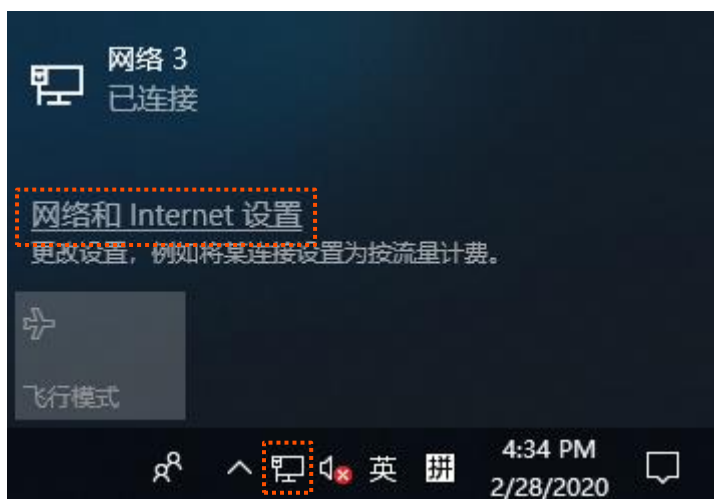 网络 3
已连接
网络和 Internet 设置
更改设置，例如将某连接设置为按流量计费。
飞行模式
英 拼 4:34 PM
2/28/2020